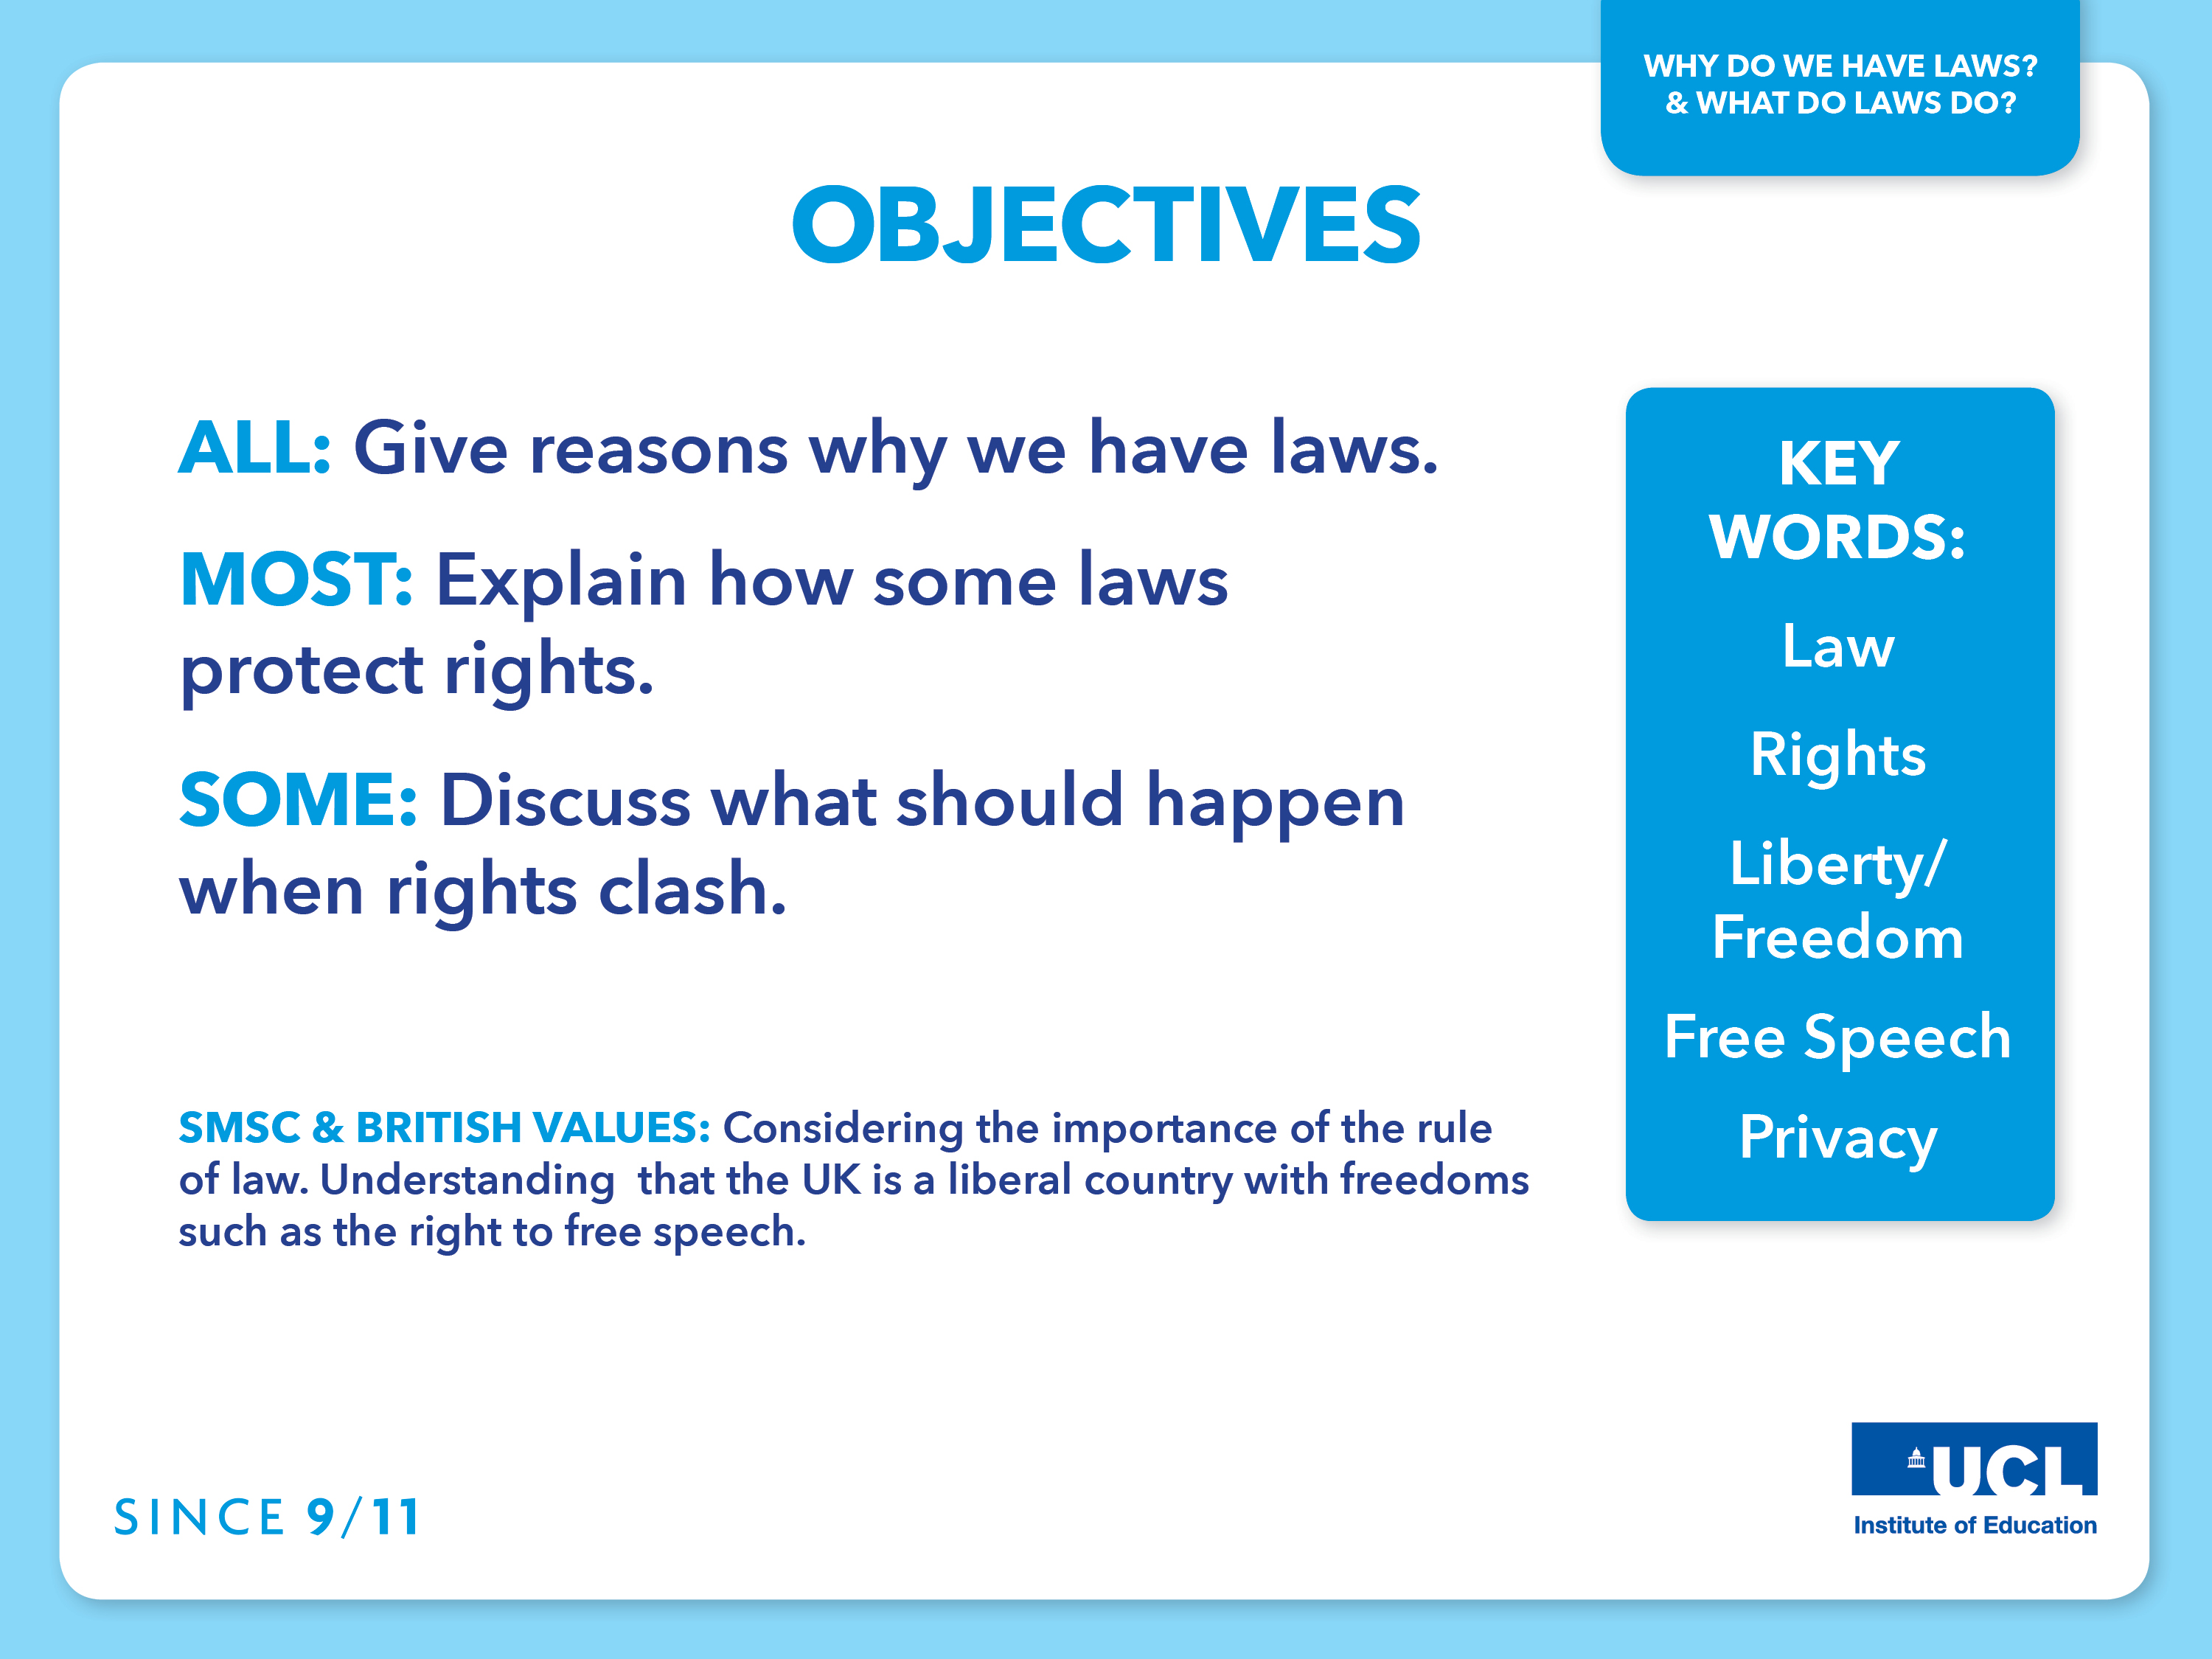 WHY DO WE HAVE LAWS?
& WHAT DO LAWS DO?
OBJECTIVES
ALL: Give reasons why we have laws.
MOST: Explain how some laws
protect rights.
SOME: Discuss what should happen
when rights clash.
SMSC & BRITISH VALUES: Considering the importance of the rule
of law. Understanding  that the UK is a liberal country with freedoms
such as the right to free speech.
KEY
WORDS:
Law
Rights
Liberty/
Freedom
Free Speech
Privacy
SINCE 9/11
UCL
Institute of Education